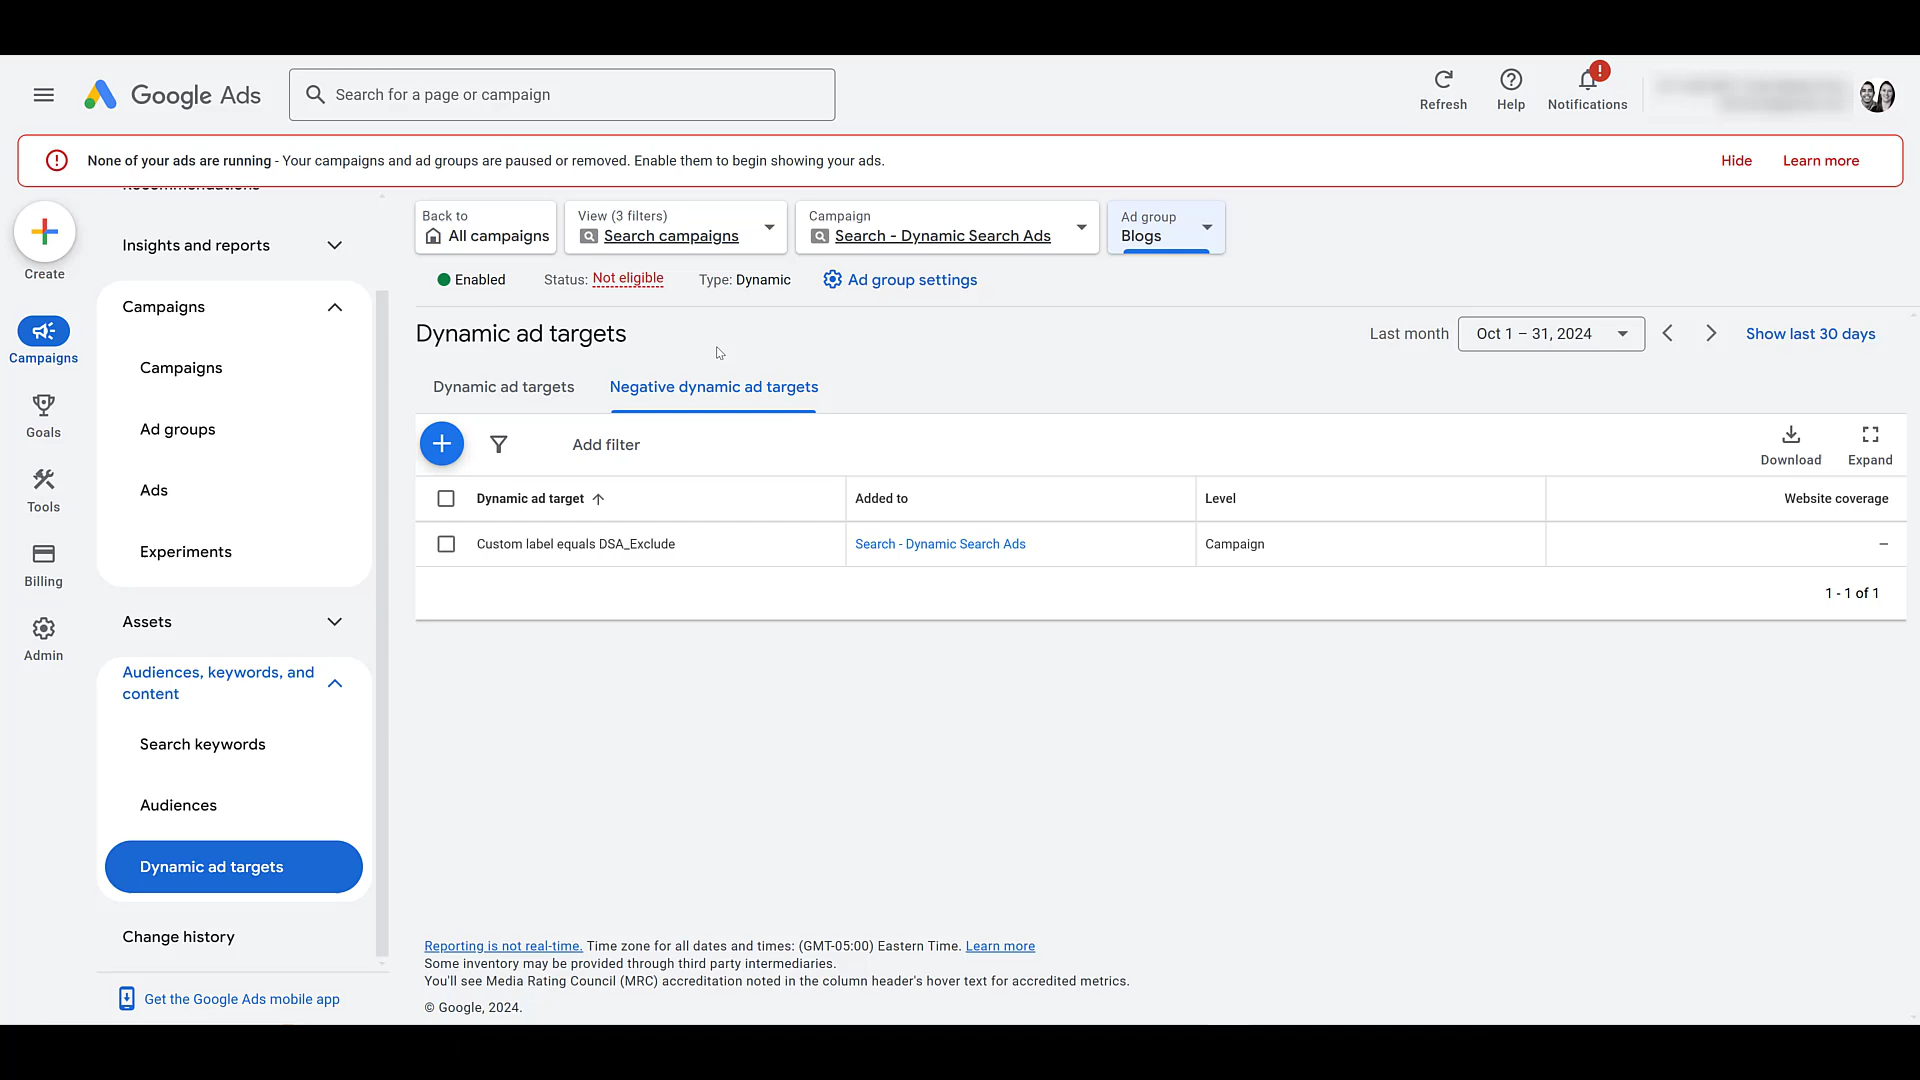 Google Ads
Search for a page or campaign
Refresh
Help
Notifications
None of your ads are running - Your campaigns and ad groups are paused or removed. Enable them to begin showing your ads.
Hide
Learn more
Create
Campaigns
Goals
Tools
Billing
Admin
Recommendations
Insights and reports
Campaigns
Campaigns
Ad groups
Ads
Experiments
Assets
Audiences, keywords, and
content
Search keywords
Audiences
Dynamic ad targets
Change history
Get the Google Ads mobile app
Back to
All campaigns
View (3 filters)
Search campaigns
Campaign
Search - Dynamic Search Ads
Ad group
Blogs
Enabled
Status: Not eligible
Type: Dynamic
Ad group settings
Dynamic ad targets
Last month
Oct 1 – 31, 2024
Show last 30 days
Dynamic ad targets
Negative dynamic ad targets
Add filter
Download
Expand
Dynamic ad target
Added to
Level
Website coverage
Custom label equals DSA_Exclude
Search - Dynamic Search Ads
Campaign
–
1 - 1 of 1
Reporting is not real-time. Time zone for all dates and times: (GMT-05:00) Eastern Time. Learn more
Some inventory may be provided through third party intermediaries.
You'll see Media Rating Council (MRC) accreditation noted in the column header's hover text for accredited metrics.
© Google, 2024.